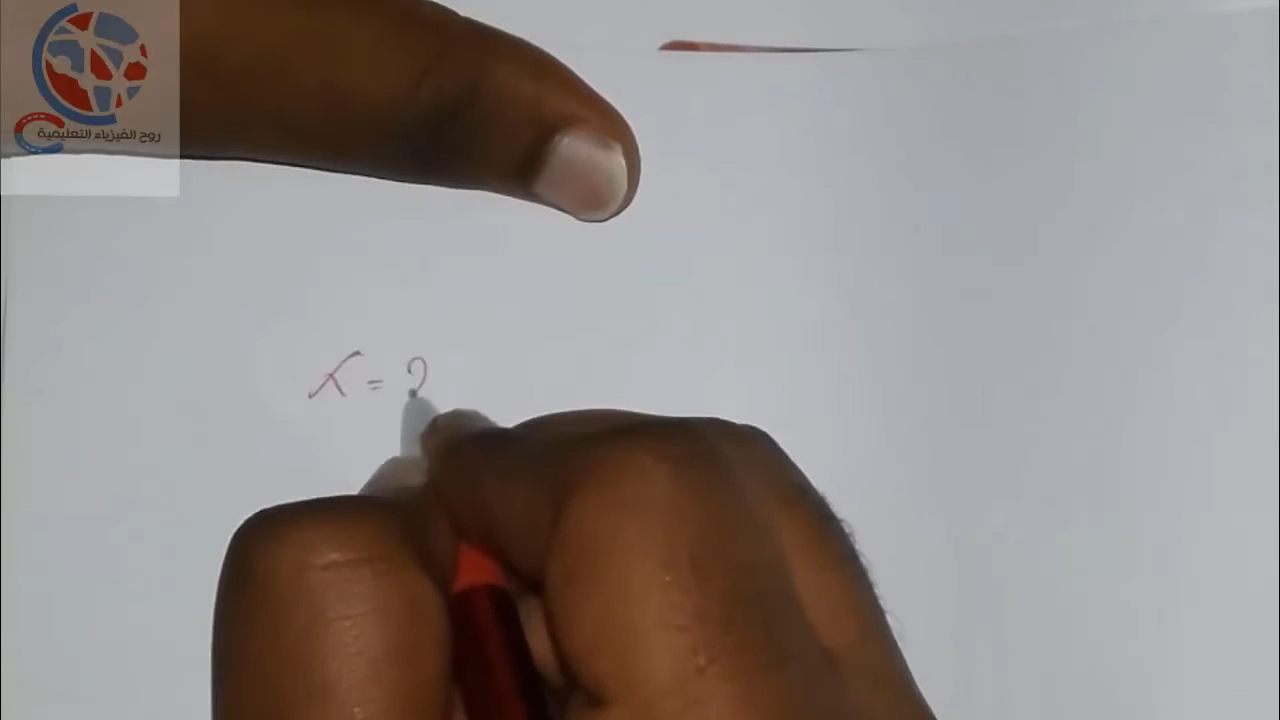 روح الفيزياء التعليمية
x = ?